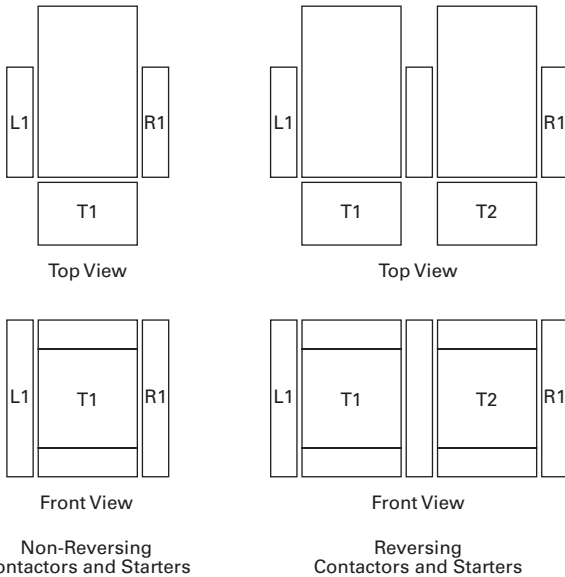 L1 R1 L1 R1
T1 T1 T2
Top View Top View
L1 T1 R1 L1 T1 T2 R1
Front View Front View
Non-Reversing Reversing
ontactors and Starters Contactors and Starters